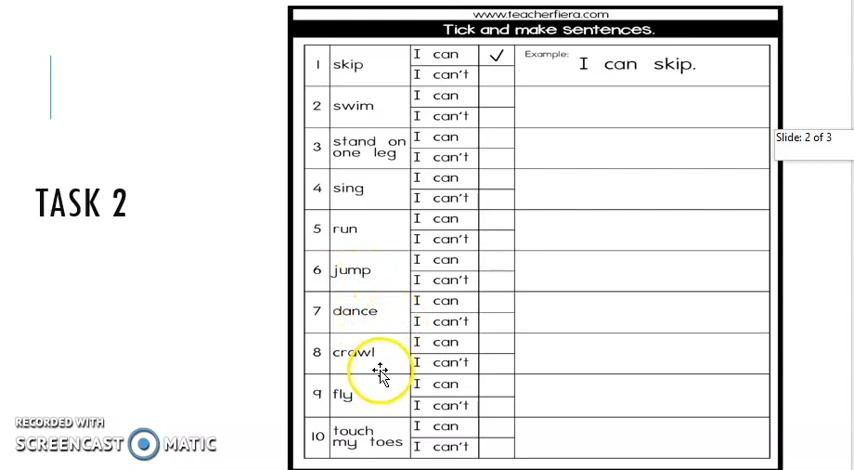 www.teacherfiera.com
Tick and make sentences.
1 skip I can ✓ Example: I can skip.
I can't
2 swim I can
I can't
3 stand on one leg I can
I can't
4 sing I can
I can't
5 run I can
I can't
6 jump I can
I can't
7 dance I can
I can't
8 crawl I can
I can't
9 fly I can
I can't
10 touch my toes I can
I can't
TASK 2
Slide: 2 of 3
RECORDED WITH
SCREENCAST MATIC